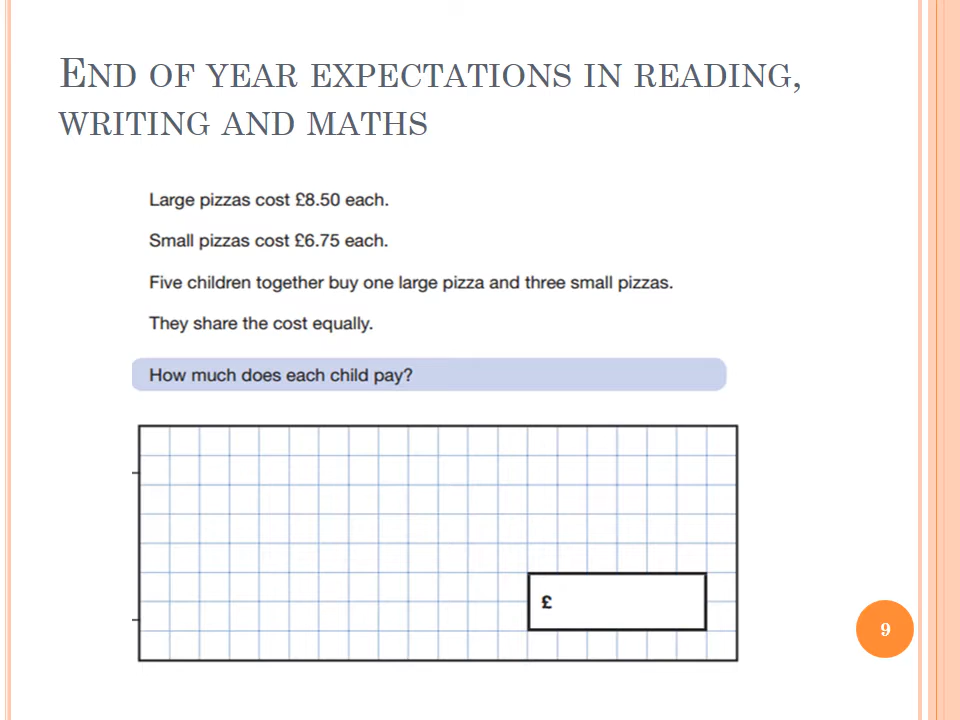 END OF YEAR EXPECTATIONS IN READING,
WRITING AND MATHS
Large pizzas cost £8.50 each.
Small pizzas cost £6.75 each.
Five children together buy one large pizza and three small pizzas.
They share the cost equally.
How much does each child pay?
£
9